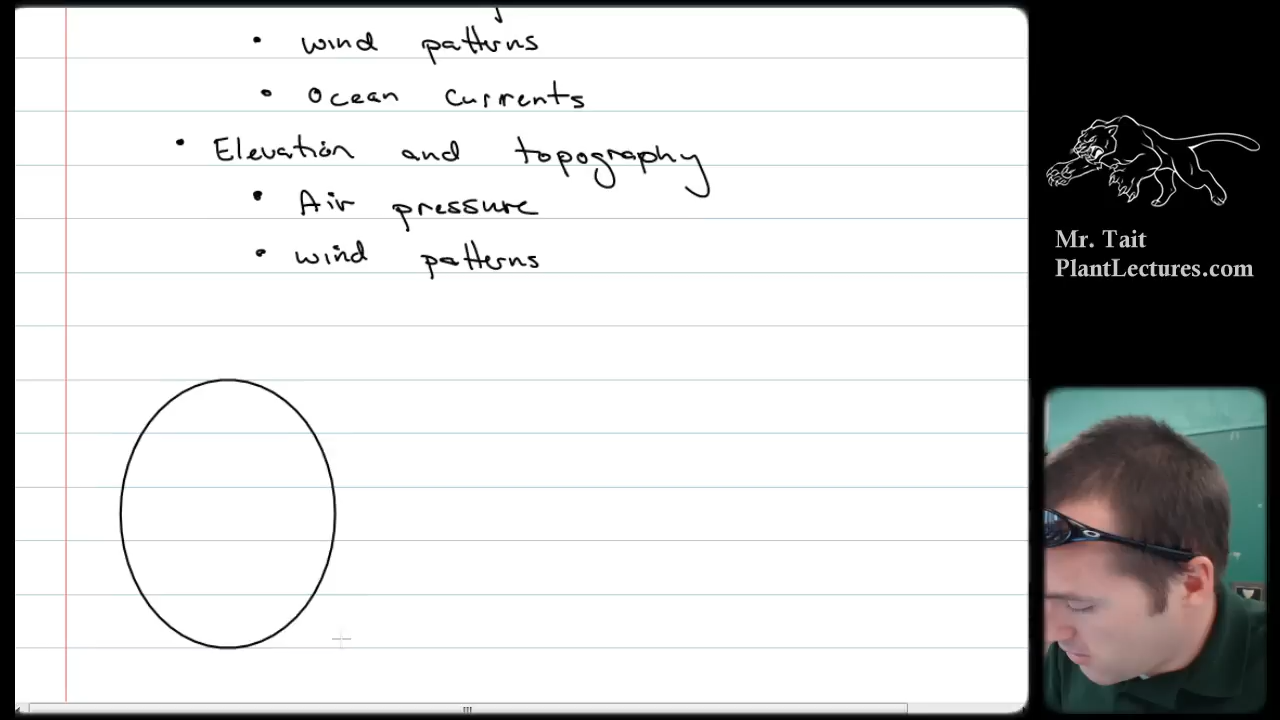 • wind patterns
• Ocean Currents
• Elevation and topography
• Air pressure
• wind patterns
Mr. Tait
PlantLectures.com